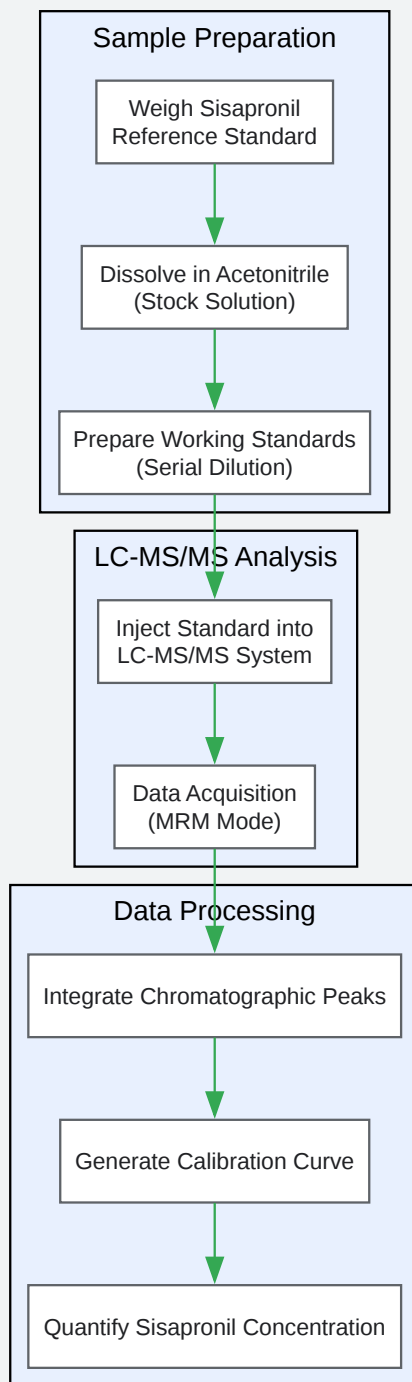 Sample Preparation
Weigh Sisapronil
Reference Standard
Dissolve in Acetonitrile
(Stock Solution)
Prepare Working Standards
(Serial Dilution)
LC-MS/MS Analysis
Inject Standard into
LC-MS/MS System
Data Acquisition
(MRM Mode)
Data Processing
Integrate Chromatographic Peaks
Generate Calibration Curve
Quantify Sisapronil Concentration